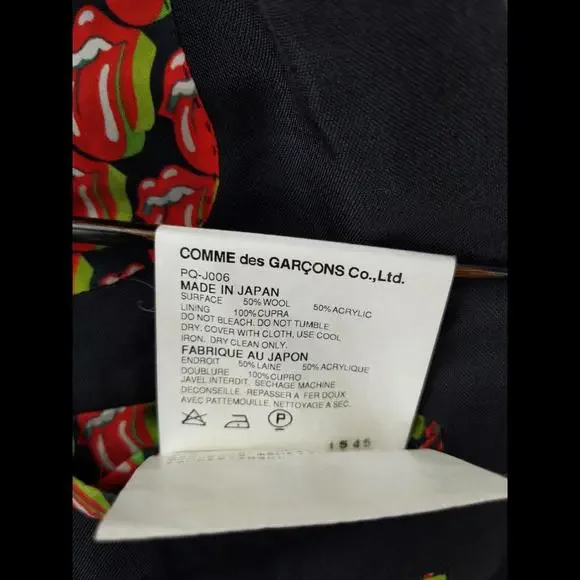 COMME des GARÇONS Co.,Ltd.
PQ-J006
MADE IN JAPAN
SURFACE 50% WOOL 50% ACRYLIC
LINING 100% CUPRA
DO NOT BLEACH. DO NOT TUMBLE
DRY. COVER WITH CLOTH, USE COOL
IRON. DRY CLEAN ONLY.
FABRIQUE AU JAPON
ENDROIT 50% LAINE 50% ACRYLIQUE
DOUBLURE 100% CUPRO
JAVEL INTERDIT, SECHAGE MACHINE
DECONSEILLE, REPASSER A FER DOUX
AVEC PATTEMOUILLE, NETTOYAGE A SEC.
P
1545